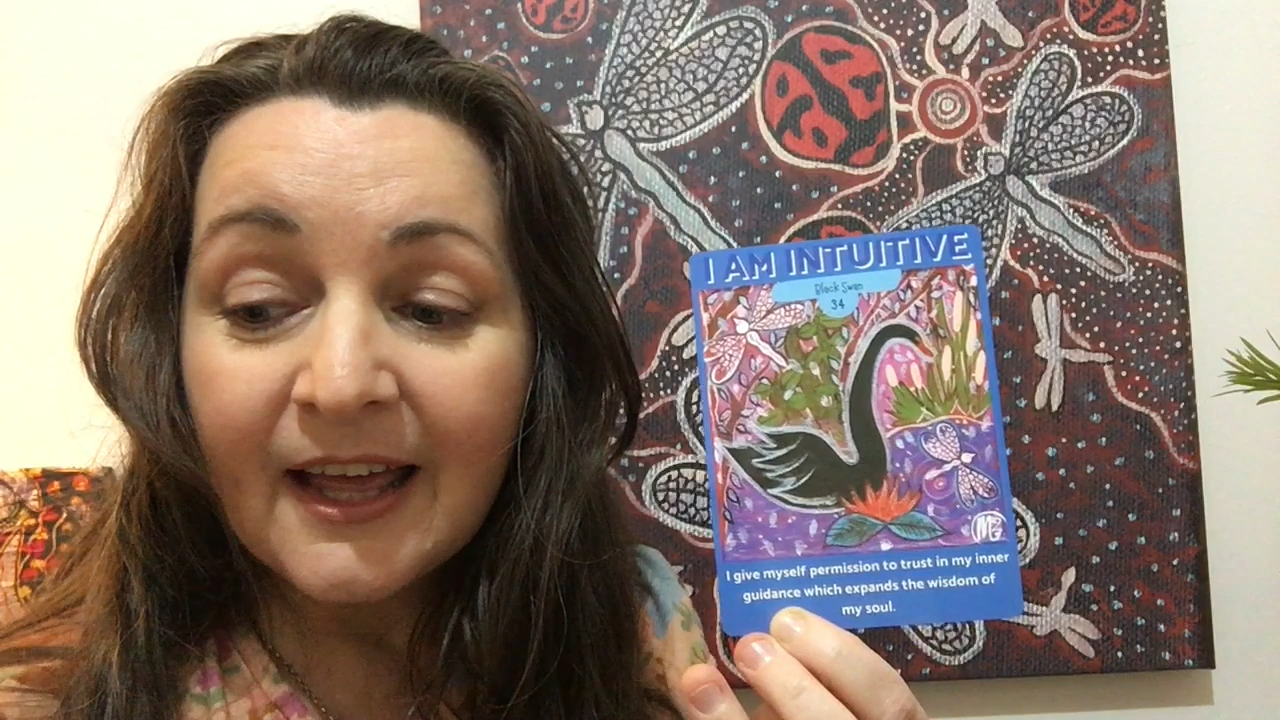 I AM INTUITIVE
Black Swan
34
I give myself permission to trust in my inner
guidance which expands the wisdom of
my soul.